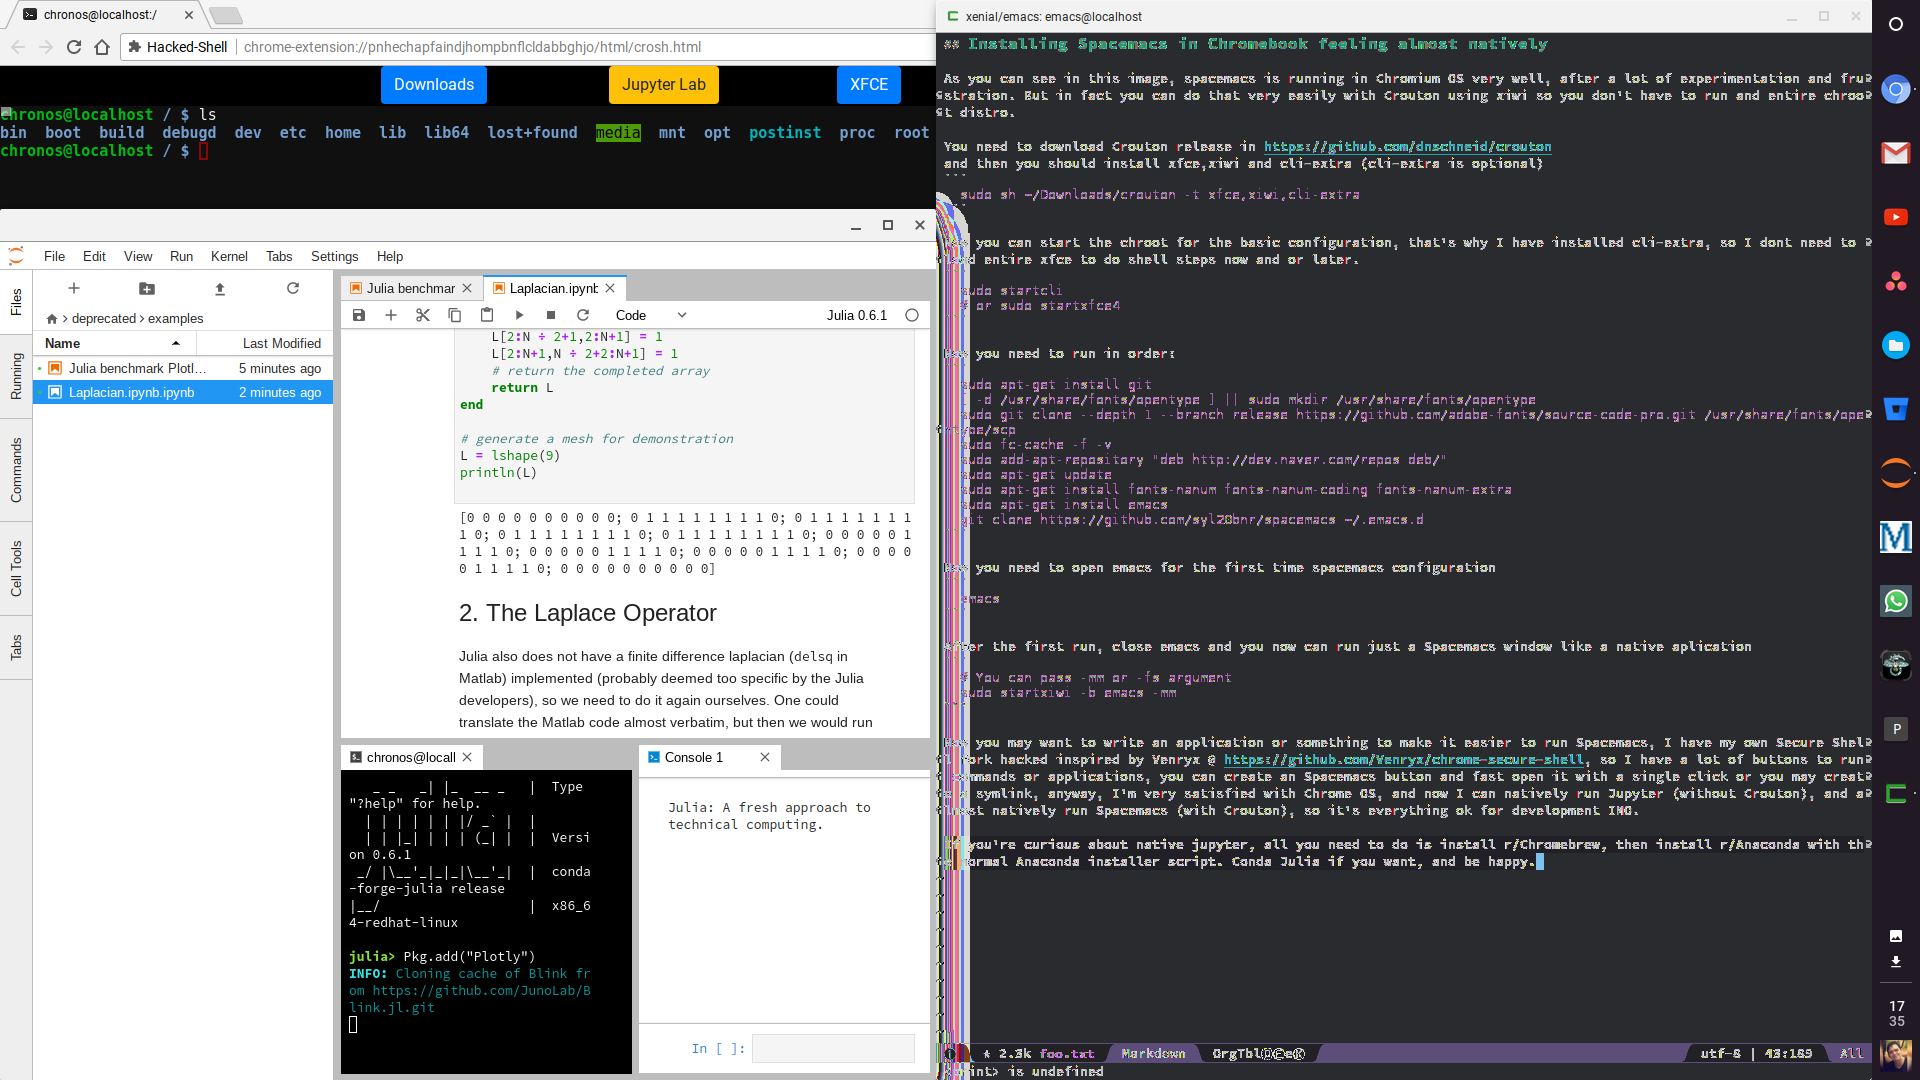 chronos@localhost:/
Hacked-Shell
chrome-extension://pnhechapfaindjhompbnflcldabbghjo/html/crosh.html
Downloads
Jupyter Lab
XFCE
chronos@localhost / $ ls
bin boot build debugd dev etc home lib lib64 lost+found media mnt opt postinst proc root
chronos@localhost / $
File Edit View Run Kernel Tabs Settings Help
Files
Running
Commands
Cell Tools
Tabs
deprecated > examples
Name Last Modified
Julia benchmark Plotl... 5 minutes ago
Laplacian.ipynb.ipynb 2 minutes ago
Julia benchmar
Laplacian.ipynb
Code
Julia 0.6.1
L[2:N ÷ 2+1,2:N+1] = 1
L[2:N+1,N ÷ 2+2:N+1] = 1
# return the completed array
return L
end
# generate a mesh for demonstration
L = lshape(9)
println(L)
[0 0 0 0 0 0 0 0 0 0; 0 1 1 1 1 1 1 1 1 0; 0 1 1 1 1 1 1 1
1 0; 0 1 1 1 1 1 1 1 1 0; 0 1 1 1 1 1 1 1 1 0; 0 0 0 0 0 1
1 1 1 0; 0 0 0 0 0 1 1 1 1 0; 0 0 0 0 0 1 1 1 1 0; 0 0 0 0
0 1 1 1 1 0; 0 0 0 0 0 0 0 0 0 0]
2. The Laplace Operator
Julia also does not have a finite difference laplacian (delsq in
Matlab) implemented (probably deemed too specific by the Julia
developers), so we need to do it again ourselves. One could
translate the Matlab code almost verbatim, but then we would run
chronos@locall
_ _   _| |_  __ _   |  Type
"?help" for help.
| | | | | | |/ _` |  |
| | |_| | | | (_| |  |  Versi
on 0.6.1
_/ |\__'_|_|_|\__'_|  |  conda
-forge-julia release
|__/                   |  x86_6
4-redhat-linux
julia> Pkg.add("Plotly")
INFO: Cloning cache of Blink fr
om https://github.com/JunoLab/B
link.jl.git
Console 1
Julia: A fresh approach to
technical computing.
In [ ]:
xenial/emacs: emacs@localhost
## Installing Spacemacs in Chromebook feeling almost natively
As you can see in this image, spacemacs is running in Chromium OS very well, after a lot of experimentation and fru
stration. But in fact you can do that very easily with Crouton using xiwi so you don't have to run and entire chroo
t distro.
You need to download Crouton release in https://github.com/dnschneid/crouton
and then you should install xfce,xiwi and cli-extra (cli-extra is optional)
```
sudo sh ~/Downloads/crouton -t xfce,xiwi,cli-extra
you can start the chroot for the basic configuration, that's why I have installed cli-extra, so I dont need to
entire xfce to do shell steps now and or later.
sudo startcli
# or sudo startxfce4
you need to run in order:
sudo apt-get install git
-d /usr/share/fonts/opentype ] || sudo mkdir /usr/share/fonts/opentype
sudo git clone --depth 1 --branch release https://github.com/adobe-fonts/source-code-pro.git /usr/share/fonts/ope
pe/scp
sudo fc-cache -f -v
sudo add-apt-repository "deb http://dev.naver.com/repos deb/"
sudo apt-get update
sudo apt-get install fonts-nanum fonts-nanum-coding fonts-nanum-extra
sudo apt-get install emacs
git clone https://github.com/syl20bnr/spacemacs ~/.emacs.d
you need to open emacs for the first time spacemacs configuration
emacs
After the first run, close emacs and you now can run just a Spacemacs window like a native aplication
# You can pass -mm or -fs argument
sudo startxiwi -b emacs -mm
you may want to write an application or something to make it easier to run Spacemacs, I have my own Secure Shel
l fork hacked inspired by Venryx @ https://github.com/Venryx/chrome-secure-shell, so I have a lot of buttons to run
commands or applications, you can create an Spacemacs button and fast open it with a single click or you may creat
a symlink, anyway, I'm very satisfied with Chrome OS, and now I can natively run Jupyter (without Crouton), and a
most natively run Spacemacs (with Crouton), so it's everything ok for development IMO.
If you're curious about native jupyter, all you need to do is install r/Chromebrew, then install r/Anaconda with th
normal Anaconda installer script. Conda Julia if you want, and be happy.
* 2.3k foo.txt Markdown OrgTbl utf-8 | 43:185 All
is undefined
M
P
17
35